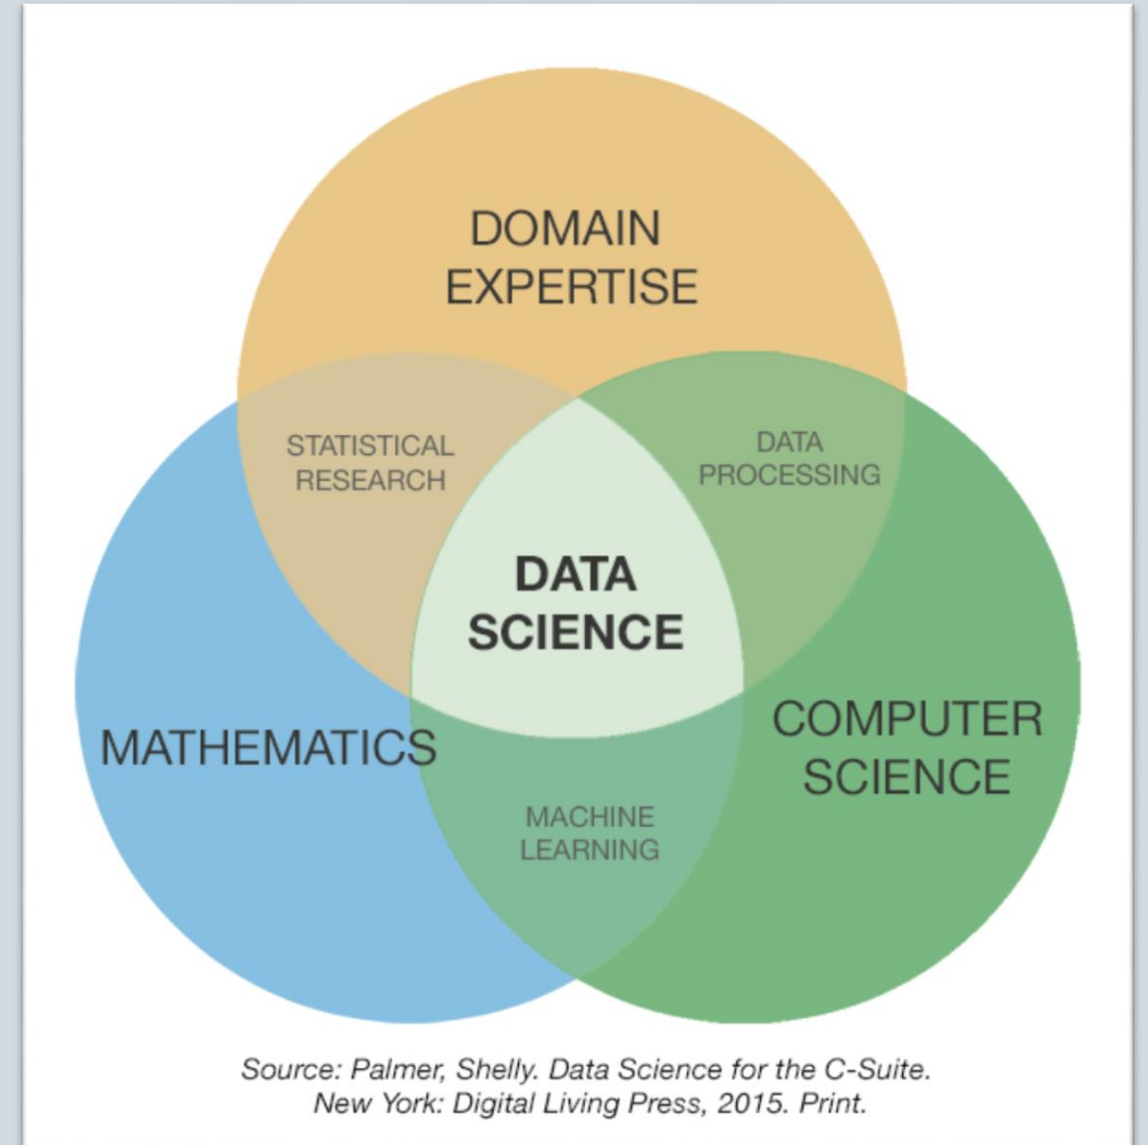 DOMAIN
EXPERTISE
STATISTICAL
RESEARCH
DATA
PROCESSING
DATA
SCIENCE
MATHEMATICS
COMPUTER
SCIENCE
MACHINE
LEARNING
Source: Palmer, Shelly. Data Science for the C-Suite.
New York: Digital Living Press, 2015. Print.